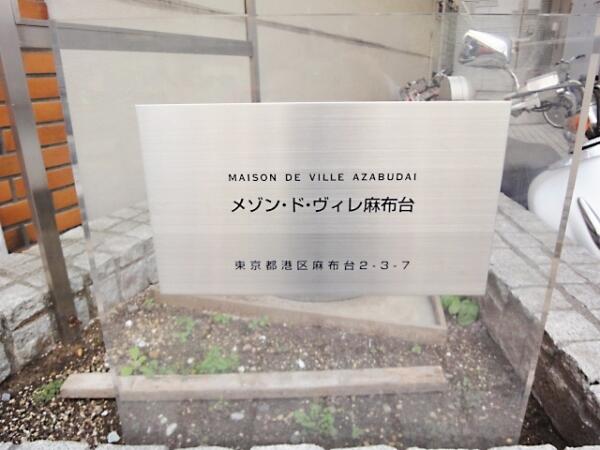 MAISON DE VILLE AZABUDAI
メゾン・ド・ヴィレ麻布台
東京都港区麻布台2-3-7